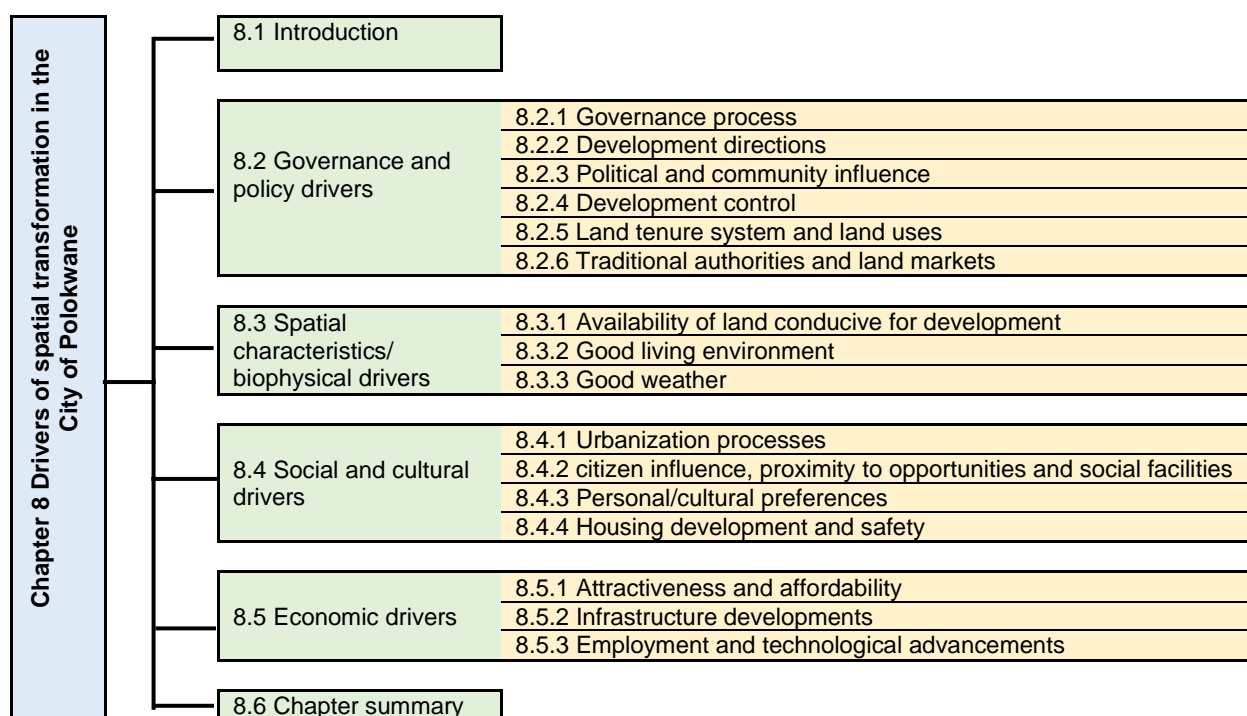 Chapter 8 Drivers of spatial transformation in the
City of Polokwane
8.1 Introduction
8.2 Governance and
policy drivers
8.2.1 Governance process
8.2.2 Development directions
8.2.3 Political and community influence
8.2.4 Development control
8.2.5 Land tenure system and land uses
8.2.6 Traditional authorities and land markets
8.3 Spatial
characteristics/
biophysical drivers
8.3.1 Availability of land conducive for development
8.3.2 Good living environment
8.3.3 Good weather
8.4 Social and cultural
drivers
8.4.1 Urbanization processes
8.4.2 citizen influence, proximity to opportunities and social facilities
8.4.3 Personal/cultural preferences
8.4.4 Housing development and safety
8.5 Economic drivers
8.5.1 Attractiveness and affordability
8.5.2 Infrastructure developments
8.5.3 Employment and technological advancements
8.6 Chapter summary